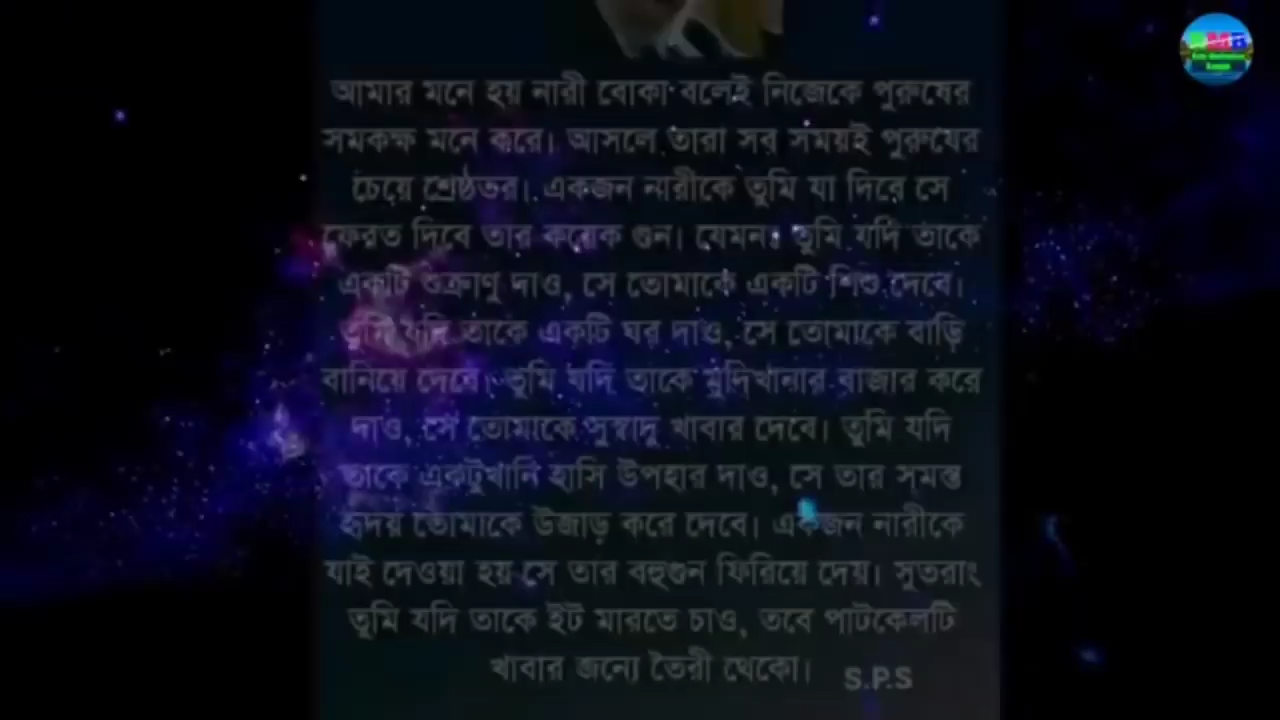 আমার মনে হয় নারী বোকা বলেই নিজেকে পুরুষের
সমকক্ষ মনে করে। আসলে তারা সব সময়ই পুরুষের
চেয়ে শ্রেষ্ঠতর। একজন নারীকে তুমি যা দিবে সে
ফেরত দিবে তার কয়েক গুন। যেমনঃ তুমি যদি তাকে
একটি শুক্রাণু দাও, সে তোমাকে একটি শিশু দেবে।
তুমি যদি তাকে একটি ঘর দাও, সে তোমাকে বাড়ি
বানিয়ে দেবে। তুমি যদি তাকে মুদিখানার বাজার করে
দাও, সে তোমাকে সুস্বাদু খাবার দেবে। তুমি যদি
তাকে একটুখানি হাসি উপহার দাও, সে তার সমস্ত
হৃদয় তোমাকে উজাড় করে দেবে। একজন নারীকে
যাই দেওয়া হয় সে তার বহুগুন ফিরিয়ে দেয়। সুতরাং
তুমি যদি তাকে ইট মারতে চাও, তবে পাটকেলটি
খাবার জন্যে তৈরী থেকো।
S.P.S